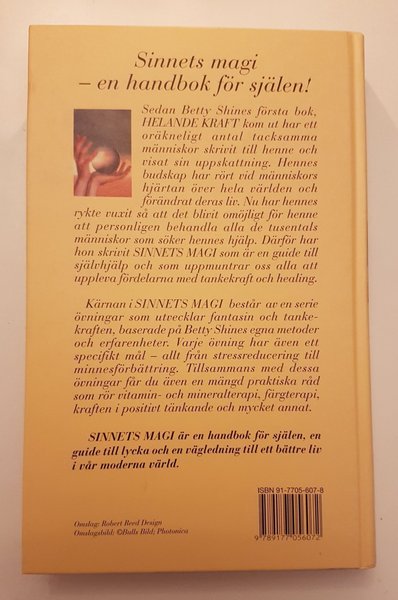 Sinnets magi
– en handbok för själen!
Sedan Betty Shines första bok,
HELANDE KRAFT kom ut har ett
oräkneligt antal tacksamma
människor skrivit till henne och
visat sin uppskattning. Hennes
budskap har rört vid människors
hjärtan över hela världen och
förändrat deras liv. Nu har hennes
rykte vuxit så att det blivit omöjligt för henne
att personligen behandla alla de tusentals
människor som söker hennes hjälp. Därför har
hon skrivit SINNETS MAGI som är en guide till
självhjälp och som uppmuntrar oss alla att
uppleva fördelarna med tankekraft och healing.
Kärnan i SINNETS MAGI består av en serie
övningar som utvecklar fantasin och tanke-
kraften, baserade på Betty Shines egna metoder
och erfarenheter. Varje övning har även ett
specifikt mål – allt från stressreducering till
minnesförbättring. Tillsammans med dessa
övningar får du även en mängd praktiska råd
som rör vitamin- och mineralterapi, färgterapi,
kraften i positivt tänkande och mycket annat.
SINNETS MAGI är en handbok för själen, en
guide till lycka och en vägledning till ett bättre liv
i vår moderna värld.
ISBN 91-7705-607-8
Omslag: Robert Reed Design
Omslagsbild: ©Bulls Bild; Photonica
9 789177 056072